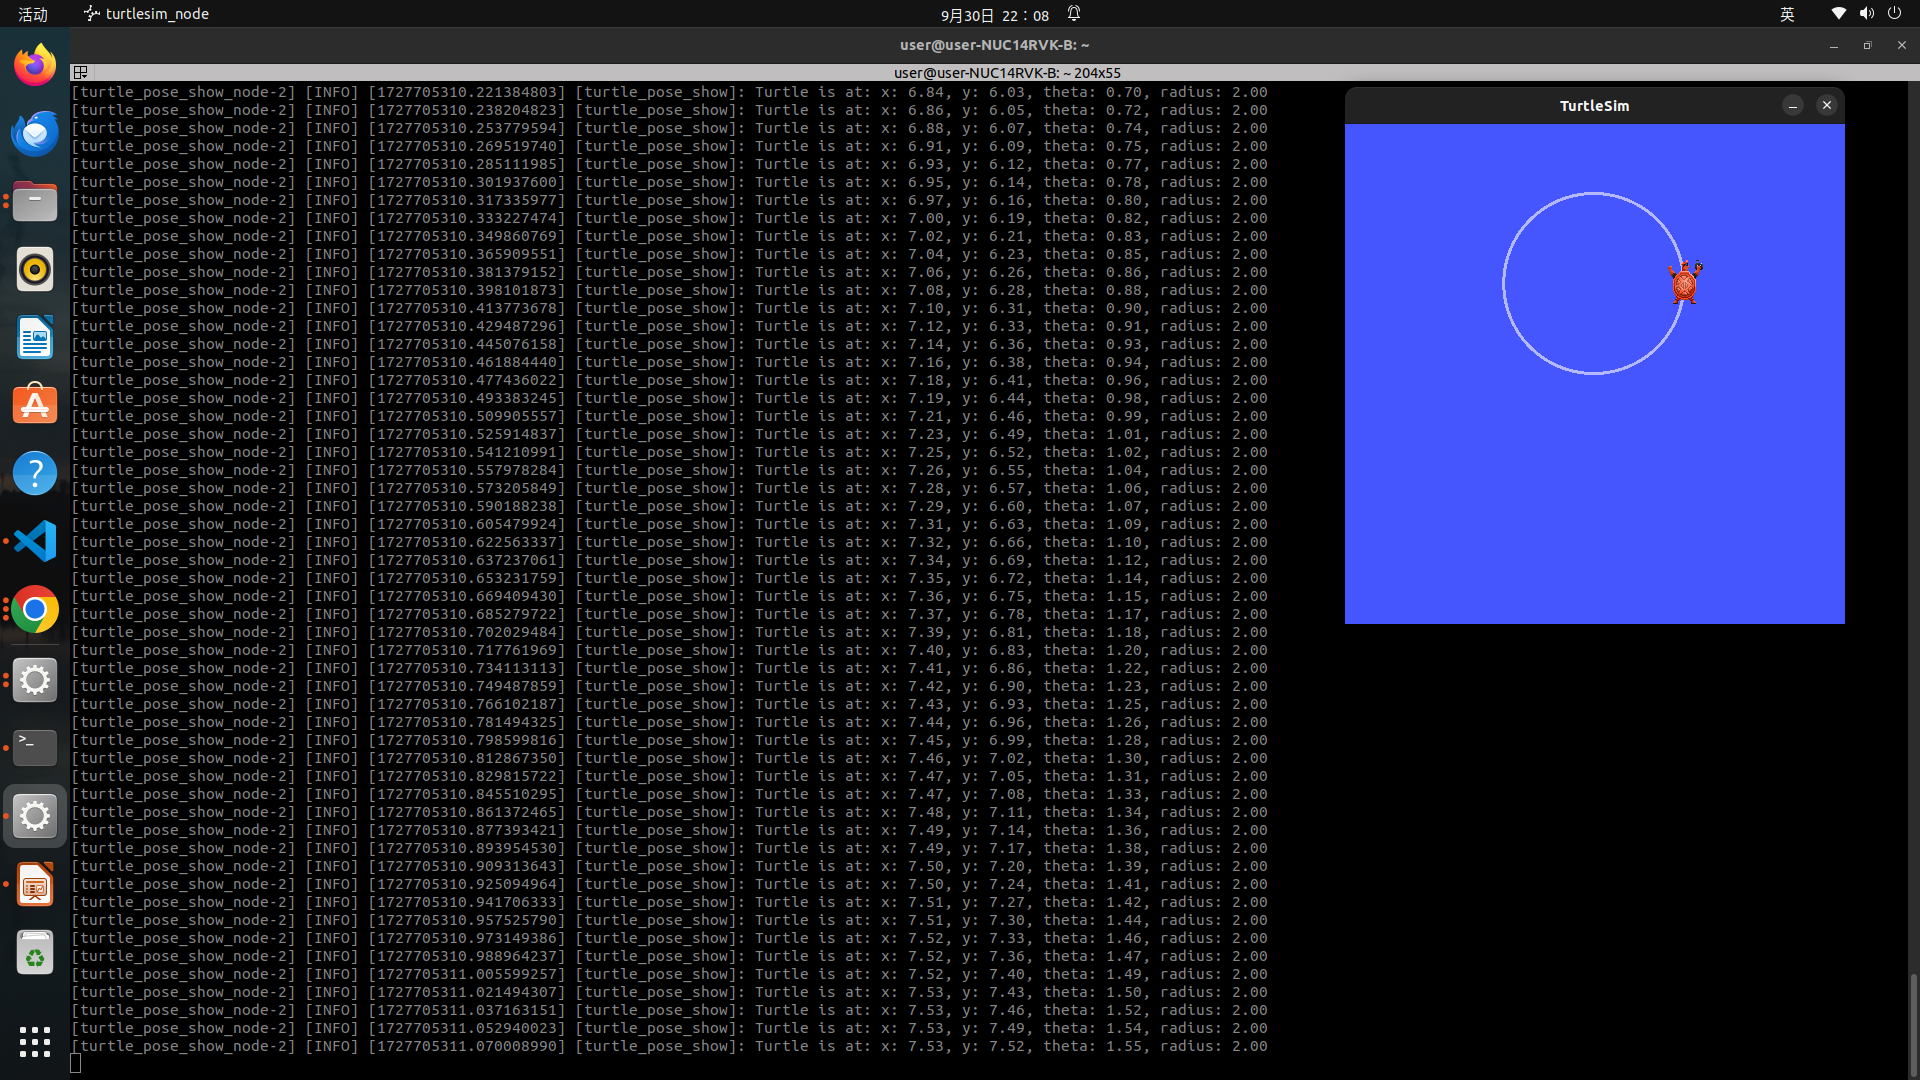 活动 turtlesim_node 9月30日 22：08 英
user@user-NUC14RVK-B: ~
user@user-NUC14RVK-B: ~ 204x55
[turtle_pose_show_node-2] [INFO] [1727705310.221384803] [turtle_pose_show]: Turtle is at: x: 6.84, y: 6.03, theta: 0.70, radius: 2.00
TurtleSim
[turtle_pose_show_node-2] [INFO] [1727705310.238204823] [turtle_pose_show]: Turtle is at: x: 6.86, y: 6.05, theta: 0.72, radius: 2.00
[turtle_pose_show_node-2] [INFO] [1727705310.253779594] [turtle_pose_show]: Turtle is at: x: 6.88, y: 6.07, theta: 0.74, radius: 2.00
[turtle_pose_show_node-2] [INFO] [1727705310.269519740] [turtle_pose_show]: Turtle is at: x: 6.91, y: 6.09, theta: 0.75, radius: 2.00
[turtle_pose_show_node-2] [INFO] [1727705310.285111985] [turtle_pose_show]: Turtle is at: x: 6.93, y: 6.12, theta: 0.77, radius: 2.00
[turtle_pose_show_node-2] [INFO] [1727705310.301937600] [turtle_pose_show]: Turtle is at: x: 6.95, y: 6.14, theta: 0.78, radius: 2.00
[turtle_pose_show_node-2] [INFO] [1727705310.317335977] [turtle_pose_show]: Turtle is at: x: 6.97, y: 6.16, theta: 0.80, radius: 2.00
[turtle_pose_show_node-2] [INFO] [1727705310.333227474] [turtle_pose_show]: Turtle is at: x: 7.00, y: 6.19, theta: 0.82, radius: 2.00
[turtle_pose_show_node-2] [INFO] [1727705310.349860769] [turtle_pose_show]: Turtle is at: x: 7.02, y: 6.21, theta: 0.83, radius: 2.00
[turtle_pose_show_node-2] [INFO] [1727705310.365909551] [turtle_pose_show]: Turtle is at: x: 7.04, y: 6.23, theta: 0.85, radius: 2.00
[turtle_pose_show_node-2] [INFO] [1727705310.381379152] [turtle_pose_show]: Turtle is at: x: 7.06, y: 6.26, theta: 0.86, radius: 2.00
[turtle_pose_show_node-2] [INFO] [1727705310.398101873] [turtle_pose_show]: Turtle is at: x: 7.08, y: 6.28, theta: 0.88, radius: 2.00
[turtle_pose_show_node-2] [INFO] [1727705310.413773678] [turtle_pose_show]: Turtle is at: x: 7.10, y: 6.31, theta: 0.90, radius: 2.00
[turtle_pose_show_node-2] [INFO] [1727705310.429487296] [turtle_pose_show]: Turtle is at: x: 7.12, y: 6.33, theta: 0.91, radius: 2.00
[turtle_pose_show_node-2] [INFO] [1727705310.445076158] [turtle_pose_show]: Turtle is at: x: 7.14, y: 6.36, theta: 0.93, radius: 2.00
[turtle_pose_show_node-2] [INFO] [1727705310.461884440] [turtle_pose_show]: Turtle is at: x: 7.16, y: 6.38, theta: 0.94, radius: 2.00
[turtle_pose_show_node-2] [INFO] [1727705310.477436022] [turtle_pose_show]: Turtle is at: x: 7.18, y: 6.41, theta: 0.96, radius: 2.00
[turtle_pose_show_node-2] [INFO] [1727705310.493383245] [turtle_pose_show]: Turtle is at: x: 7.19, y: 6.44, theta: 0.98, radius: 2.00
[turtle_pose_show_node-2] [INFO] [1727705310.509905557] [turtle_pose_show]: Turtle is at: x: 7.21, y: 6.46, theta: 0.99, radius: 2.00
[turtle_pose_show_node-2] [INFO] [1727705310.525914837] [turtle_pose_show]: Turtle is at: x: 7.23, y: 6.49, theta: 1.01, radius: 2.00
[turtle_pose_show_node-2] [INFO] [1727705310.541210991] [turtle_pose_show]: Turtle is at: x: 7.25, y: 6.52, theta: 1.02, radius: 2.00
[turtle_pose_show_node-2] [INFO] [1727705310.557978284] [turtle_pose_show]: Turtle is at: x: 7.26, y: 6.55, theta: 1.04, radius: 2.00
[turtle_pose_show_node-2] [INFO] [1727705310.573205849] [turtle_pose_show]: Turtle is at: x: 7.28, y: 6.57, theta: 1.06, radius: 2.00
[turtle_pose_show_node-2] [INFO] [1727705310.590188238] [turtle_pose_show]: Turtle is at: x: 7.29, y: 6.60, theta: 1.07, radius: 2.00
[turtle_pose_show_node-2] [INFO] [1727705310.605479924] [turtle_pose_show]: Turtle is at: x: 7.31, y: 6.63, theta: 1.09, radius: 2.00
[turtle_pose_show_node-2] [INFO] [1727705310.622563337] [turtle_pose_show]: Turtle is at: x: 7.32, y: 6.66, theta: 1.10, radius: 2.00
[turtle_pose_show_node-2] [INFO] [1727705310.637237061] [turtle_pose_show]: Turtle is at: x: 7.34, y: 6.69, theta: 1.12, radius: 2.00
[turtle_pose_show_node-2] [INFO] [1727705310.653231759] [turtle_pose_show]: Turtle is at: x: 7.35, y: 6.72, theta: 1.14, radius: 2.00
[turtle_pose_show_node-2] [INFO] [1727705310.669409430] [turtle_pose_show]: Turtle is at: x: 7.36, y: 6.75, theta: 1.15, radius: 2.00
[turtle_pose_show_node-2] [INFO] [1727705310.685279722] [turtle_pose_show]: Turtle is at: x: 7.37, y: 6.78, theta: 1.17, radius: 2.00
[turtle_pose_show_node-2] [INFO] [1727705310.702029484] [turtle_pose_show]: Turtle is at: x: 7.39, y: 6.81, theta: 1.18, radius: 2.00
[turtle_pose_show_node-2] [INFO] [1727705310.717761969] [turtle_pose_show]: Turtle is at: x: 7.40, y: 6.83, theta: 1.20, radius: 2.00
[turtle_pose_show_node-2] [INFO] [1727705310.734113113] [turtle_pose_show]: Turtle is at: x: 7.41, y: 6.86, theta: 1.22, radius: 2.00
[turtle_pose_show_node-2] [INFO] [1727705310.749487859] [turtle_pose_show]: Turtle is at: x: 7.42, y: 6.90, theta: 1.23, radius: 2.00
[turtle_pose_show_node-2] [INFO] [1727705310.766102187] [turtle_pose_show]: Turtle is at: x: 7.43, y: 6.93, theta: 1.25, radius: 2.00
[turtle_pose_show_node-2] [INFO] [1727705310.781494325] [turtle_pose_show]: Turtle is at: x: 7.44, y: 6.96, theta: 1.26, radius: 2.00
[turtle_pose_show_node-2] [INFO] [1727705310.798599816] [turtle_pose_show]: Turtle is at: x: 7.45, y: 6.99, theta: 1.28, radius: 2.00
[turtle_pose_show_node-2] [INFO] [1727705310.812867350] [turtle_pose_show]: Turtle is at: x: 7.46, y: 7.02, theta: 1.30, radius: 2.00
[turtle_pose_show_node-2] [INFO] [1727705310.829815722] [turtle_pose_show]: Turtle is at: x: 7.47, y: 7.05, theta: 1.31, radius: 2.00
[turtle_pose_show_node-2] [INFO] [1727705310.845510295] [turtle_pose_show]: Turtle is at: x: 7.47, y: 7.08, theta: 1.33, radius: 2.00
[turtle_pose_show_node-2] [INFO] [1727705310.861372465] [turtle_pose_show]: Turtle is at: x: 7.48, y: 7.11, theta: 1.34, radius: 2.00
[turtle_pose_show_node-2] [INFO] [1727705310.877393421] [turtle_pose_show]: Turtle is at: x: 7.49, y: 7.14, theta: 1.36, radius: 2.00
[turtle_pose_show_node-2] [INFO] [1727705310.893954530] [turtle_pose_show]: Turtle is at: x: 7.49, y: 7.17, theta: 1.38, radius: 2.00
[turtle_pose_show_node-2] [INFO] [1727705310.909313643] [turtle_pose_show]: Turtle is at: x: 7.50, y: 7.20, theta: 1.39, radius: 2.00
[turtle_pose_show_node-2] [INFO] [1727705310.925094964] [turtle_pose_show]: Turtle is at: x: 7.50, y: 7.24, theta: 1.41, radius: 2.00
[turtle_pose_show_node-2] [INFO] [1727705310.941706333] [turtle_pose_show]: Turtle is at: x: 7.51, y: 7.27, theta: 1.42, radius: 2.00
[turtle_pose_show_node-2] [INFO] [1727705310.957525790] [turtle_pose_show]: Turtle is at: x: 7.51, y: 7.30, theta: 1.44, radius: 2.00
[turtle_pose_show_node-2] [INFO] [1727705310.973149386] [turtle_pose_show]: Turtle is at: x: 7.52, y: 7.33, theta: 1.46, radius: 2.00
[turtle_pose_show_node-2] [INFO] [1727705310.988964237] [turtle_pose_show]: Turtle is at: x: 7.52, y: 7.36, theta: 1.47, radius: 2.00
[turtle_pose_show_node-2] [INFO] [1727705311.005599257] [turtle_pose_show]: Turtle is at: x: 7.52, y: 7.40, theta: 1.49, radius: 2.00
[turtle_pose_show_node-2] [INFO] [1727705311.021494307] [turtle_pose_show]: Turtle is at: x: 7.53, y: 7.43, theta: 1.50, radius: 2.00
[turtle_pose_show_node-2] [INFO] [1727705311.037163151] [turtle_pose_show]: Turtle is at: x: 7.53, y: 7.46, theta: 1.52, radius: 2.00
[turtle_pose_show_node-2] [INFO] [1727705311.052940023] [turtle_pose_show]: Turtle is at: x: 7.53, y: 7.49, theta: 1.54, radius: 2.00
[turtle_pose_show_node-2] [INFO] [1727705311.070008990] [turtle_pose_show]: Turtle is at: x: 7.53, y: 7.52, theta: 1.55, radius: 2.00